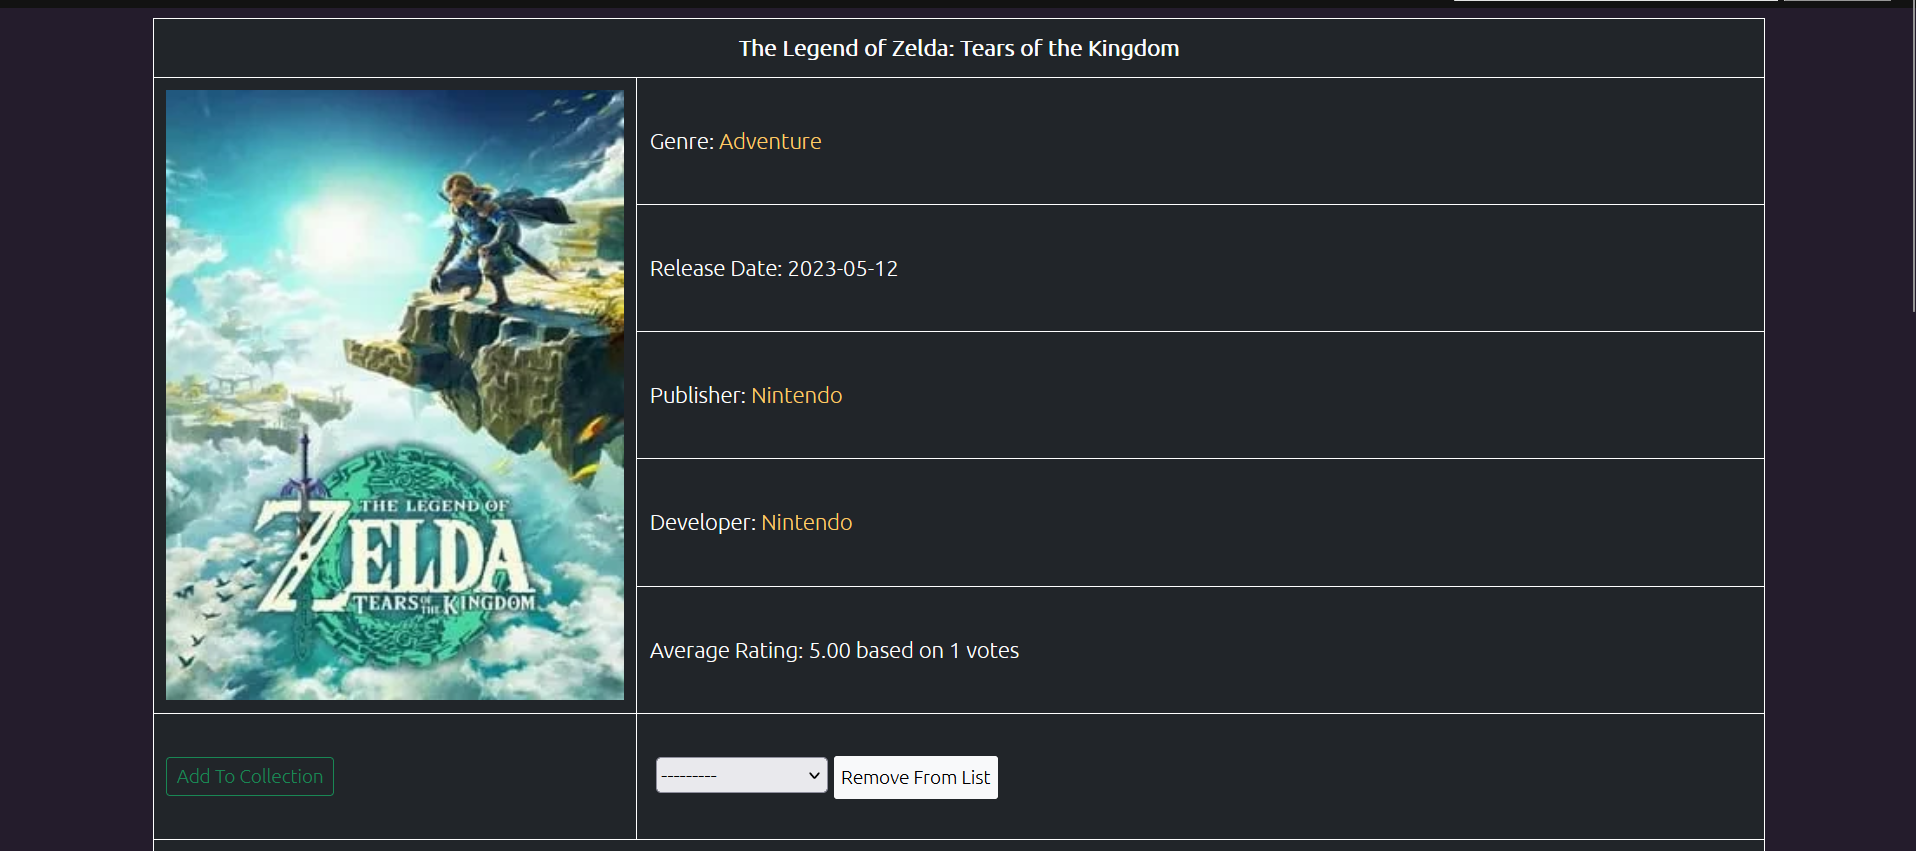 The Legend of Zelda: Tears of the Kingdom
THE LEGEND OF
ZELDA
TEARS OF THE KINGDOM
Genre: Adventure
Release Date: 2023-05-12
Publisher: Nintendo
Developer: Nintendo
Average Rating: 5.00 based on 1 votes
Add To Collection
---------
Remove From List